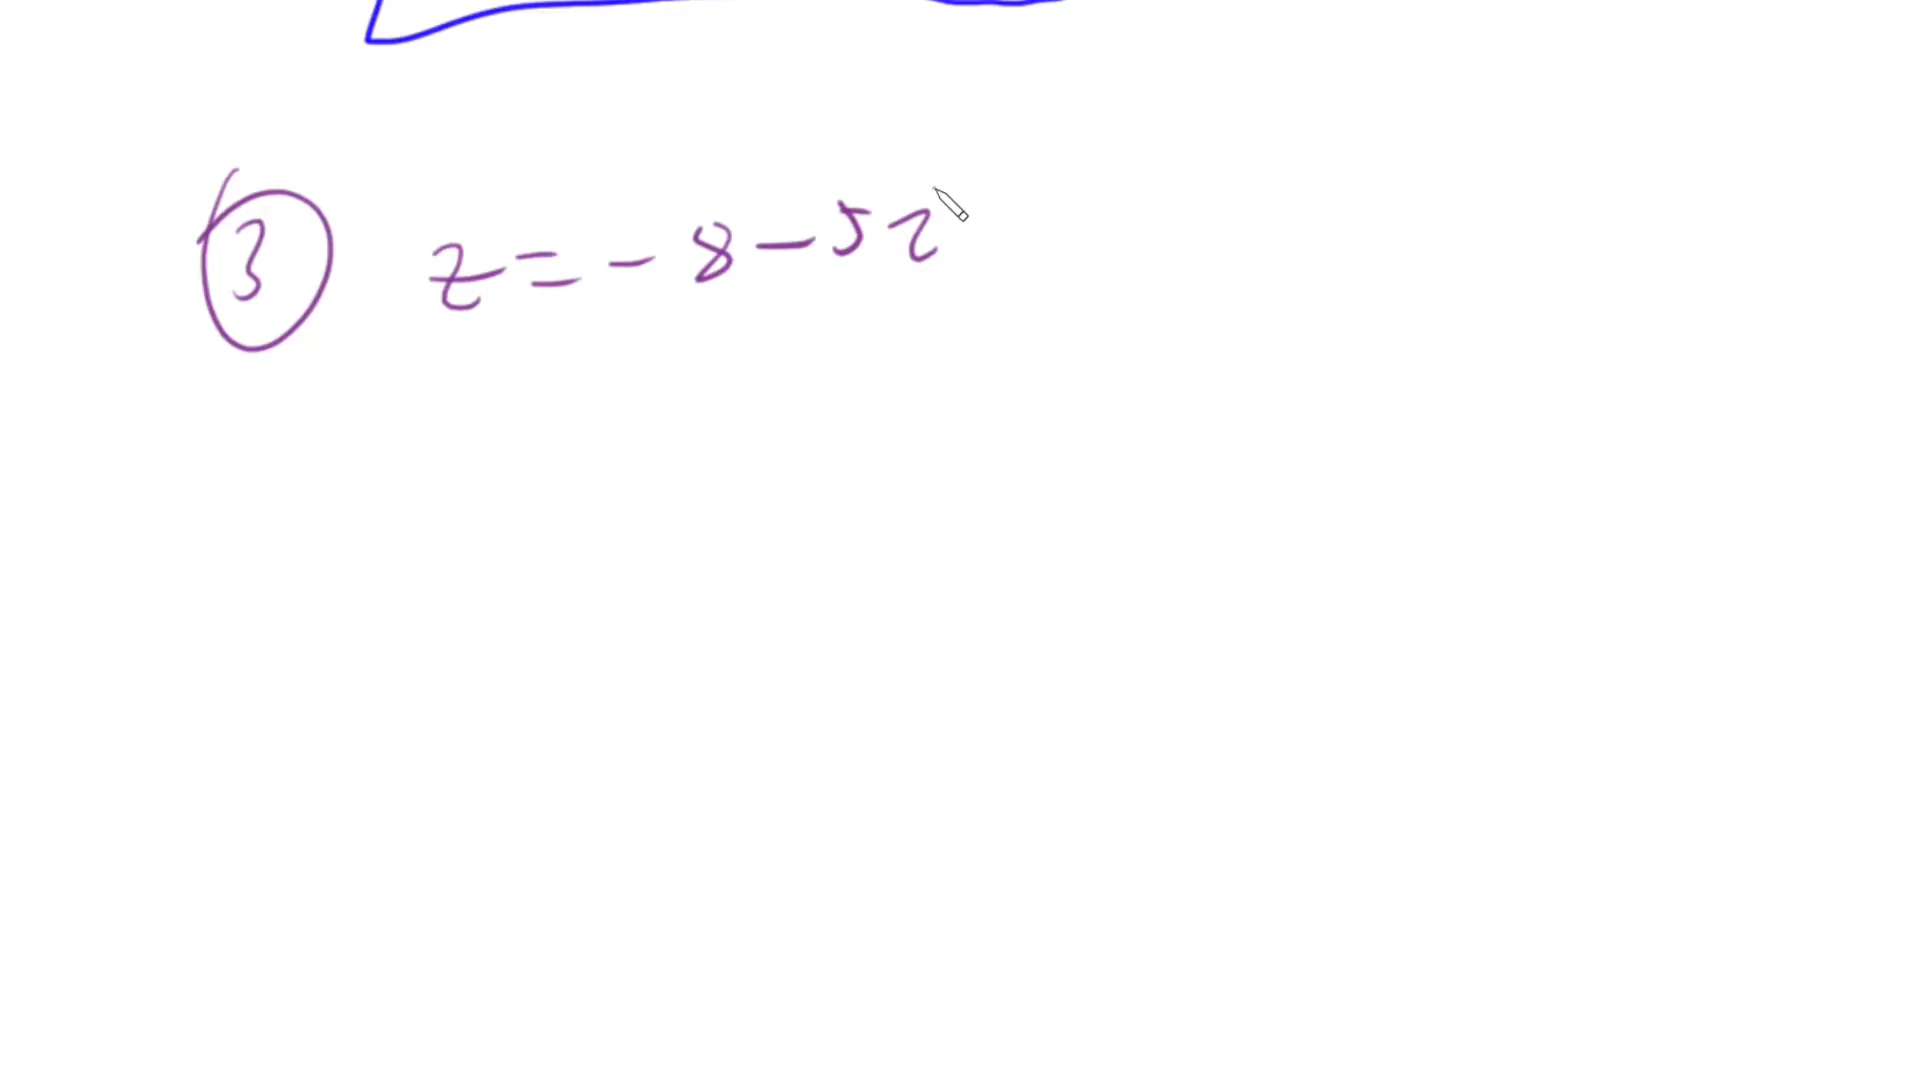 ③ z = - 8 - 5i